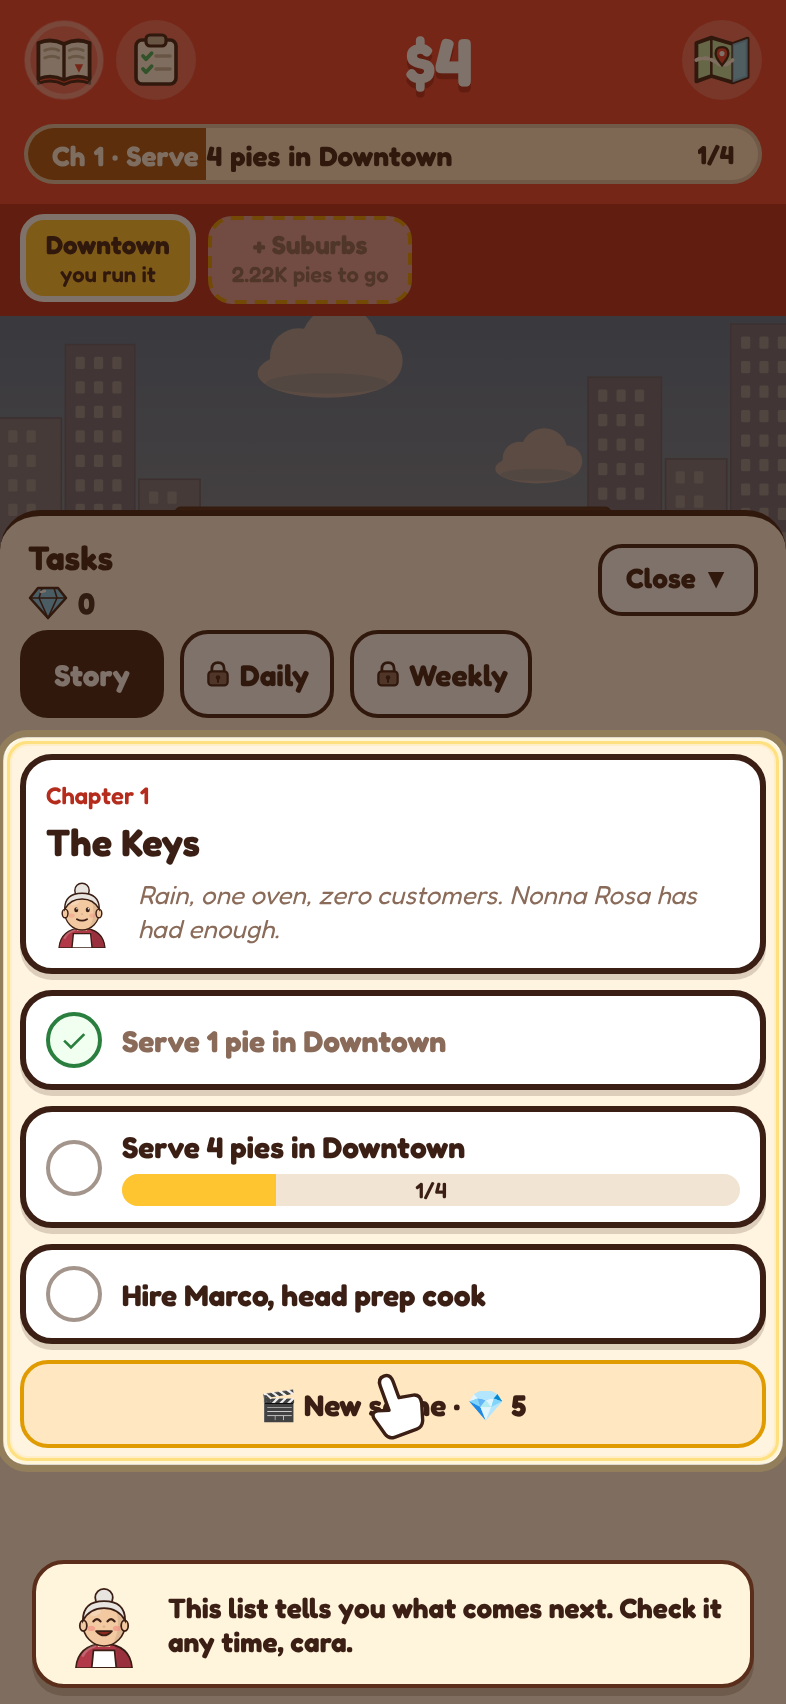 $4
Ch 1 · Serve 4 pies in Downtown 1/4
Downtown
you run it
+ Suburbs
2.22K pies to go
Tasks
0
Close ▼
Story
Daily
Weekly
Chapter 1
The Keys
Rain, one oven, zero customers. Nonna Rosa has
had enough.
Serve 1 pie in Downtown
Serve 4 pies in Downtown
1/4
Hire Marco, head prep cook
New · 5
This list tells you what comes next. Check it
any time, cara.